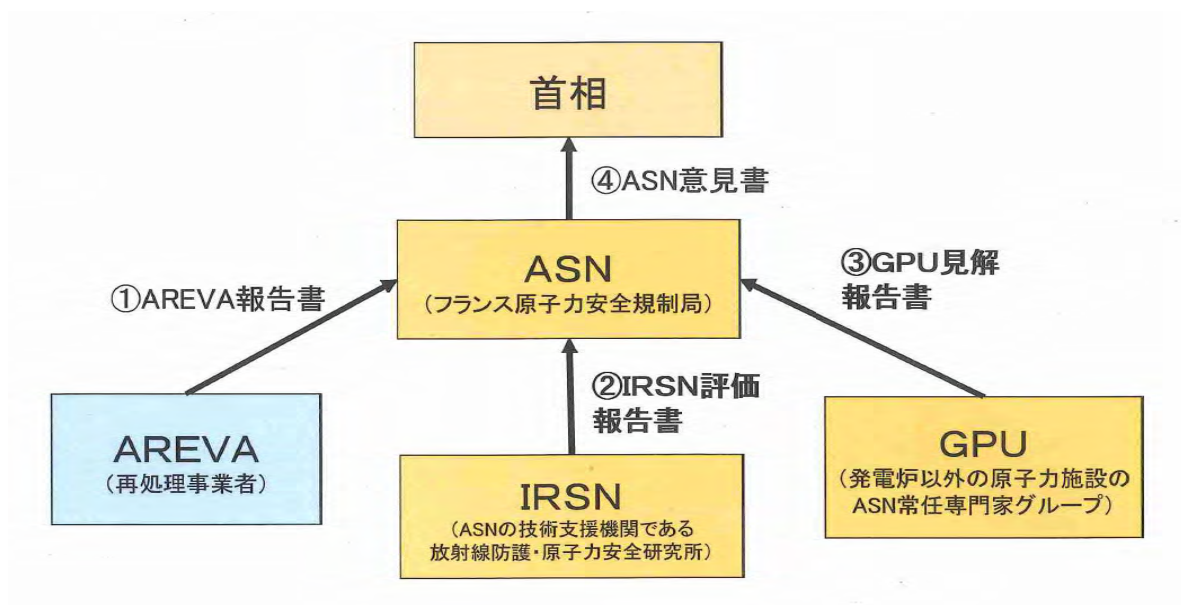 首相
④ASN意見書
ASN
(フランス原子力安全規制局)
③GPU見解
報告書
①AREVA報告書
②IRSN評価
報告書
AREVA
(再処理事業者)
IRSN
(ASNの技術支援機関である
放射線防護・原子力安全研究所)
GPU
(発電炉以外の原子力施設の
ASN常任専門家グループ)